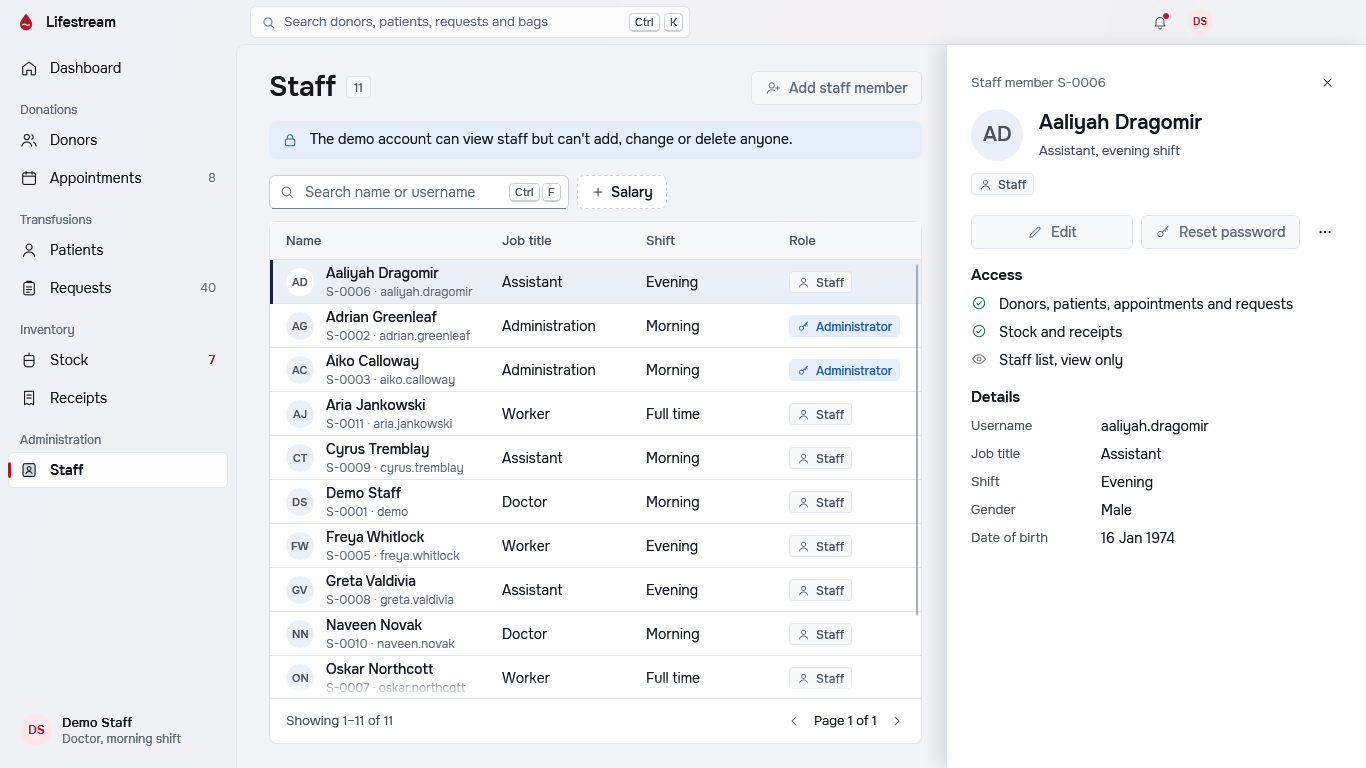 Lifestream
Search donors, patients, requests and bags
Ctrl K
DS
Dashboard
Donations
Donors
Appointments 8
Transfusions
Patients
Requests 40
Inventory
Stock 7
Receipts
Administration
Staff
DS
Demo Staff
Doctor, morning shift
Staff 11
Add staff member
The demo account can view staff but can't add, change or delete anyone.
Search name or username Ctrl F
+ Salary
Name Job title Shift Role
AD Aaliyah Dragomir Assistant Evening Staff
S-0006 · aaliyah.dragomir
AG Adrian Greenleaf Administration Morning Administrator
S-0002 · adrian.greenleaf
AC Aiko Calloway Administration Morning Administrator
S-0003 · aiko.calloway
AJ Aria Jankowski Worker Full time Staff
S-0011 · aria.jankowski
CT Cyrus Tremblay Assistant Morning Staff
S-0009 · cyrus.tremblay
DS Demo Staff Doctor Morning Staff
S-0001 · demo
FW Freya Whitlock Worker Evening Staff
S-0005 · freya.whitlock
GV Greta Valdivia Assistant Evening Staff
S-0008 · greta.valdivia
NN Naveen Novak Doctor Morning Staff
S-0010 · naveen.novak
ON Oskar Northcott Worker Full time Staff
S-0007 · oskar.northcott
Showing 1–11 of 11
Page 1 of 1
Staff member S-0006
AD
Aaliyah Dragomir
Assistant, evening shift
Staff
Edit
Reset password
Access
Donors, patients, appointments and requests
Stock and receipts
Staff list, view only
Details
Username aaliyah.dragomir
Job title Assistant
Shift Evening
Gender Male
Date of birth 16 Jan 1974